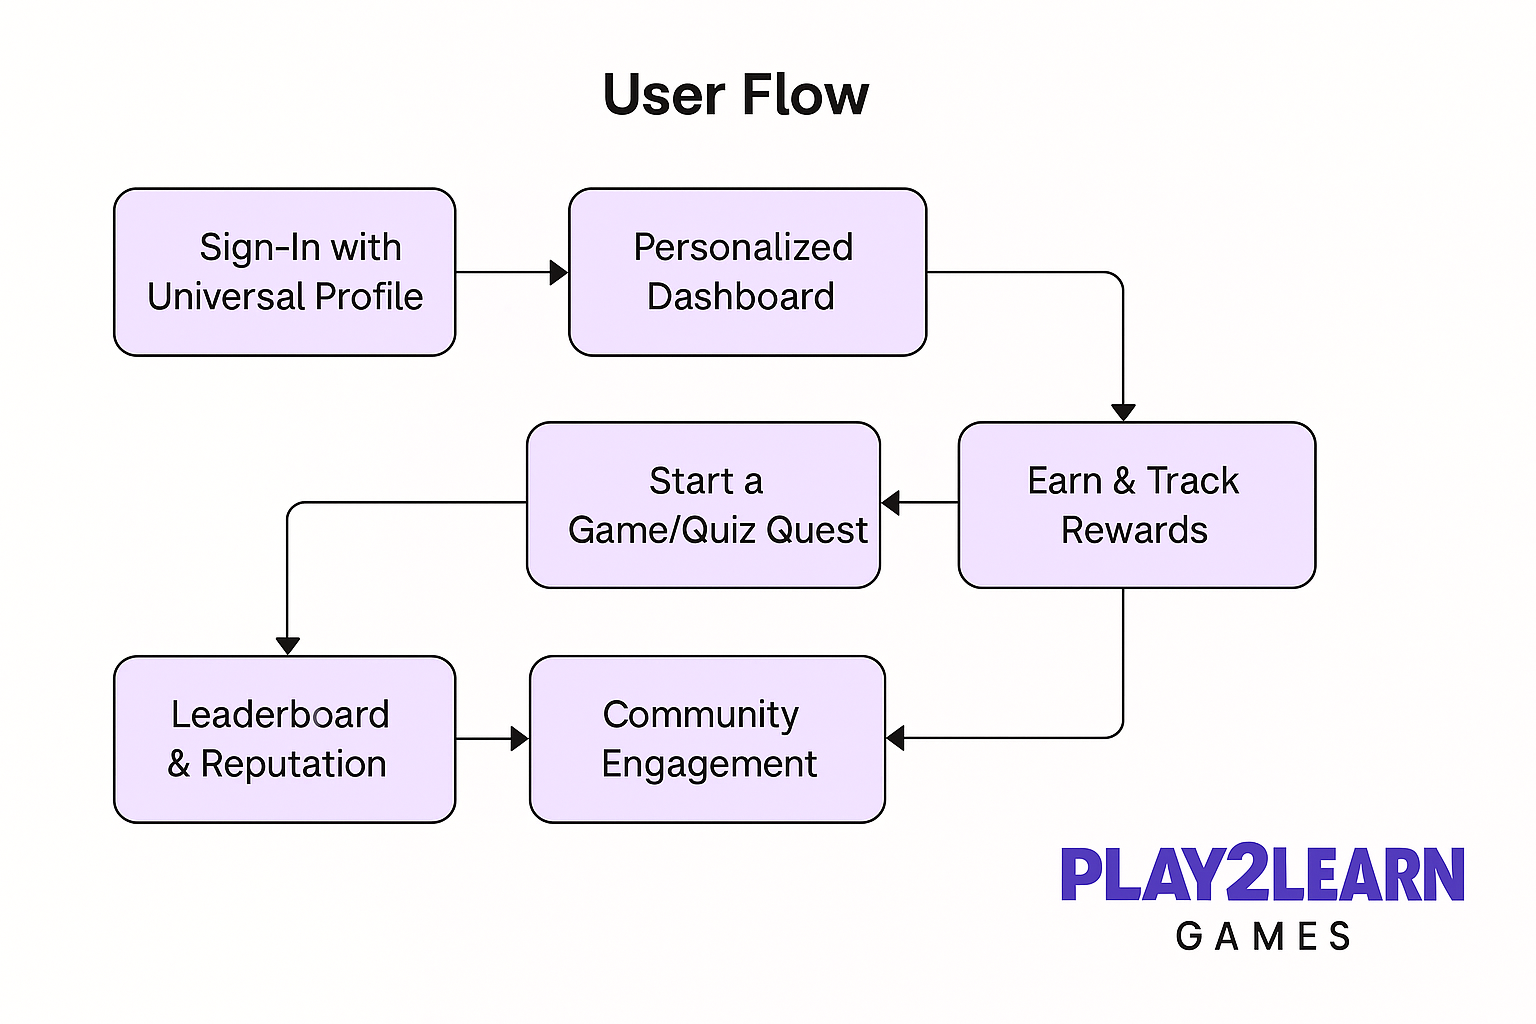 User Flow
Sign-In with
Universal Profile
Personalized
Dashboard
Start a
Game/Quiz Quest
Earn & Track
Rewards
Leaderboard
& Reputation
Community
Engagement
PLAY2LEARN
GAMES